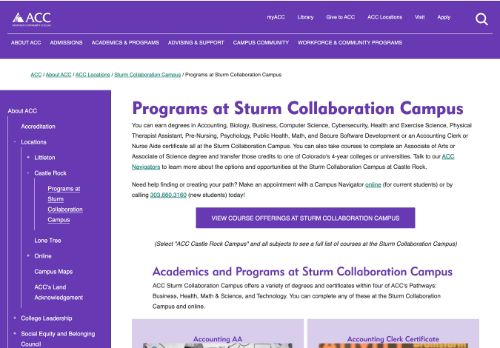 ACC
myACC Library Give to ACC ACC Locations Visit Apply
ABOUT ACC ADMISSIONS ACADEMICS & PROGRAMS ADVISING & SUPPORT CAMPUS COMMUNITY WORKFORCE & COMMUNITY PROGRAMS
ACC / About ACC / ACC Locations / Sturm Collaboration Campus / Programs at Sturm Collaboration Campus
About ACC
Accreditation
Locations
Littleton
Castle Rock
Programs at
Sturm
Collaboration
Campus
Lone Tree
Online
Campus Maps
ACC's Land
Acknowledgement
College Leadership
Social Equity and Belonging
Council
Programs at Sturm Collaboration Campus
You can earn degrees in Accounting, Biology, Business, Computer Science, Cybersecurity, Health and Exercise Science, Physical
Therapist Assistant, Pre-Nursing, Psychology, Public Health, Math, and Secure Software Development or an Accounting Clerk or
Nurse Aide certificate all at the Sturm Collaboration Campus. You can also take courses to complete an Associate of Arts or
Associate of Science degree and transfer those credits to one of Colorado's 4-year colleges or universities. Talk to our ACC
Navigators to learn more about the options and opportunities at the Sturm Collaboration Campus at Castle Rock.
Need help finding or creating your path? Make an appointment with a Campus Navigator online (for current students) or by
calling 303.660.3160 (new students) today!
VIEW COURSE OFFERINGS AT STURM COLLABORATION CAMPUS
(Select "ACC Castle Rock Campus" and all subjects to see a full list of courses at the Sturm Collaboration Campus)
Academics and Programs at Sturm Collaboration Campus
ACC Sturm Collaboration Campus offers a variety of degrees and certificates within four of ACC's Pathways:
Business, Health, Math & Science, and Technology. You can complete any of these at the Sturm Collaboration
Campus and online.
Accounting AA Accounting Clerk Certificate